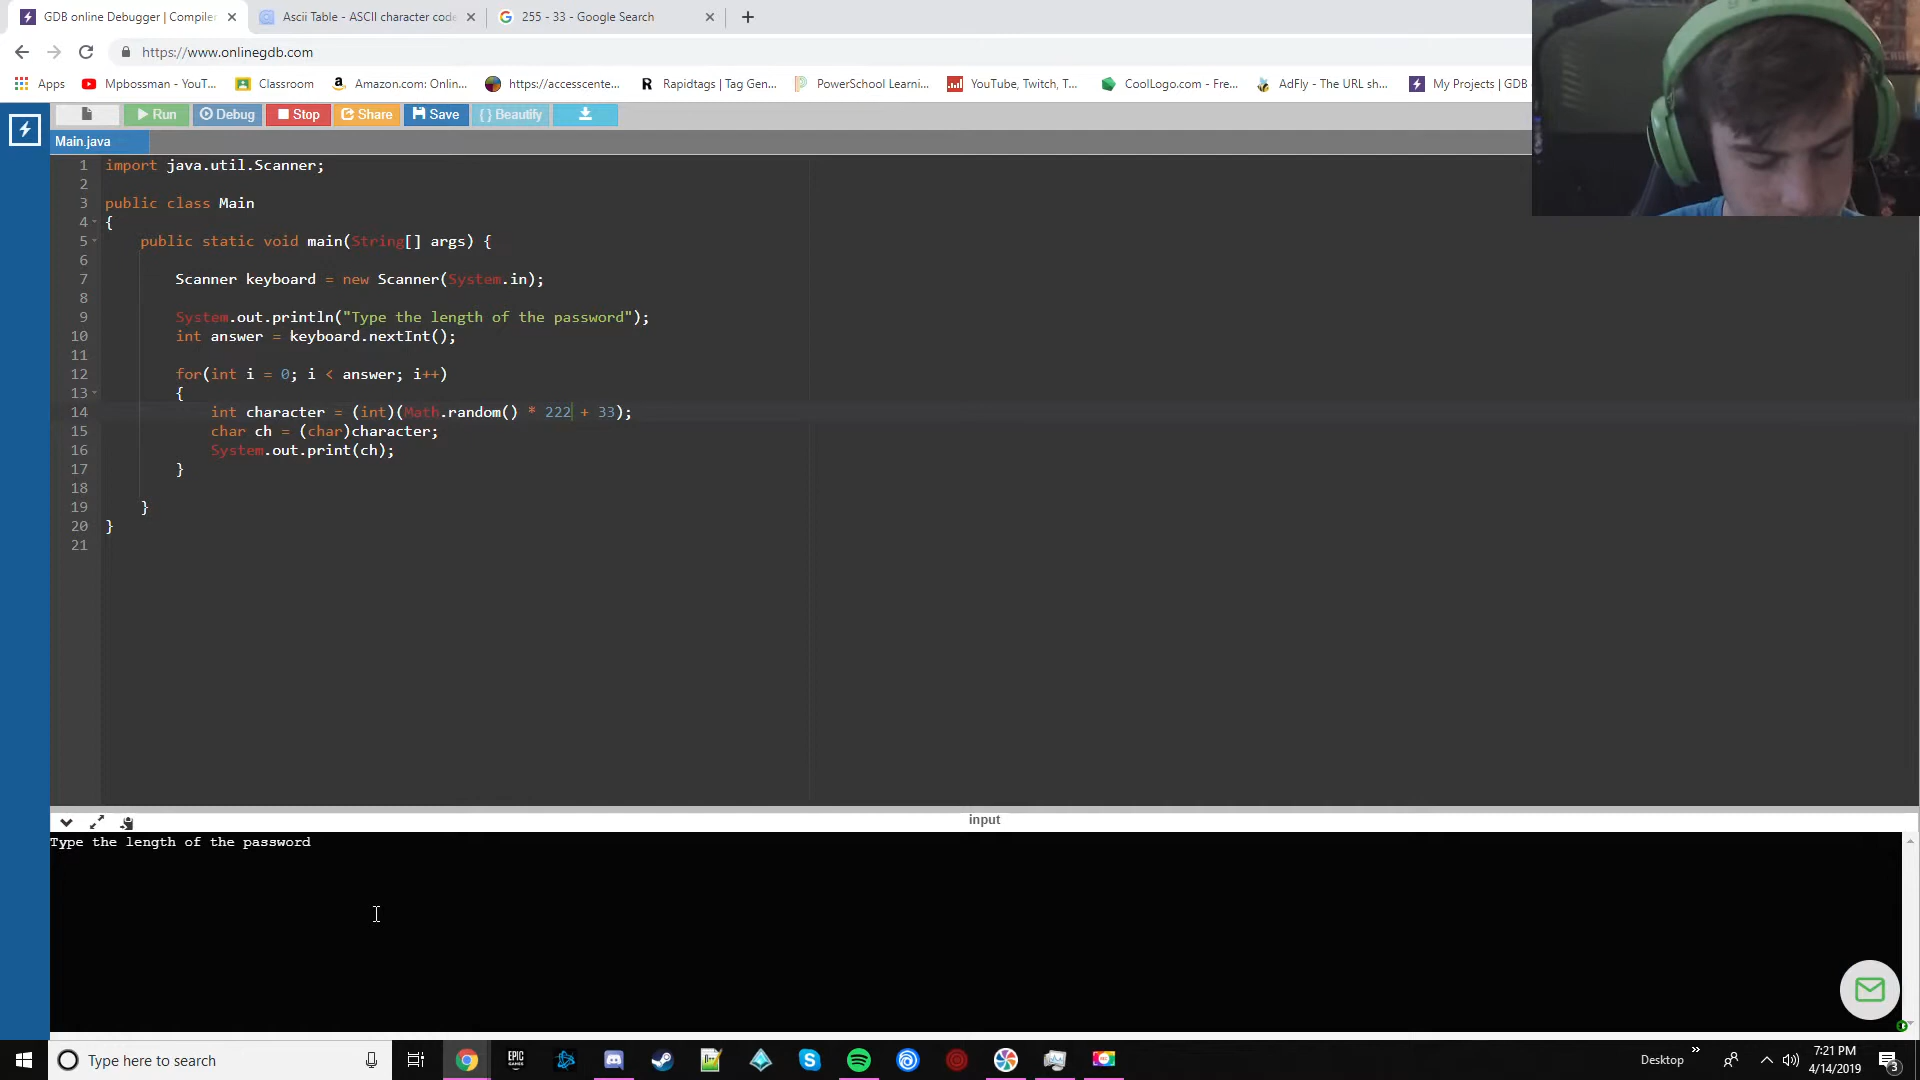 GDB online Debugger | Compiler
Ascii Table - ASCII character code
255 - 33 - Google Search
https://www.onlinegdb.com
Apps
Mpbossman - YouT...
Classroom
Amazon.com: Onlin...
https://accesscente...
Rapidtags | Tag Gen...
PowerSchool Learni...
YouTube, Twitch, T...
CoolLogo.com - Fre...
AdFly - The URL sh...
My Projects | GDB
Run
Debug
Stop
Share
Save
{ } Beautify
Main.java
1 import java.util.Scanner;
2
3 public class Main
4 {
5 public static void main(String[] args) {
6
7 Scanner keyboard = new Scanner(System.in);
8
9 System.out.println("Type the length of the password");
10 int answer = keyboard.nextInt();
11
12 for(int i = 0; i < answer; i++)
13 {
14 int character = (int)(Math.random() * 222 + 33);
15 char ch = (char)character;
16 System.out.print(ch);
17 }
18
19 }
20 }
21
input
Type the length of the password
Type here to search
EPIC GAMES
Desktop
7:21 PM
4/14/2019
3